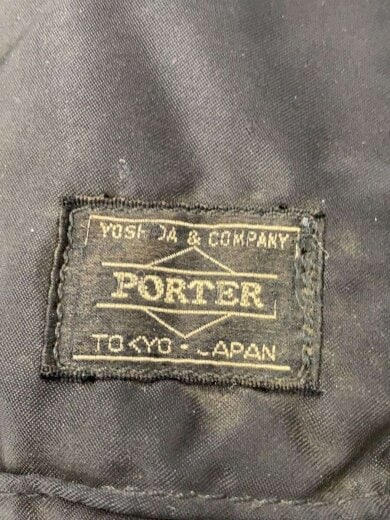 YOSHIDA & COMPANY
PORTER
TOKYO · JAPAN